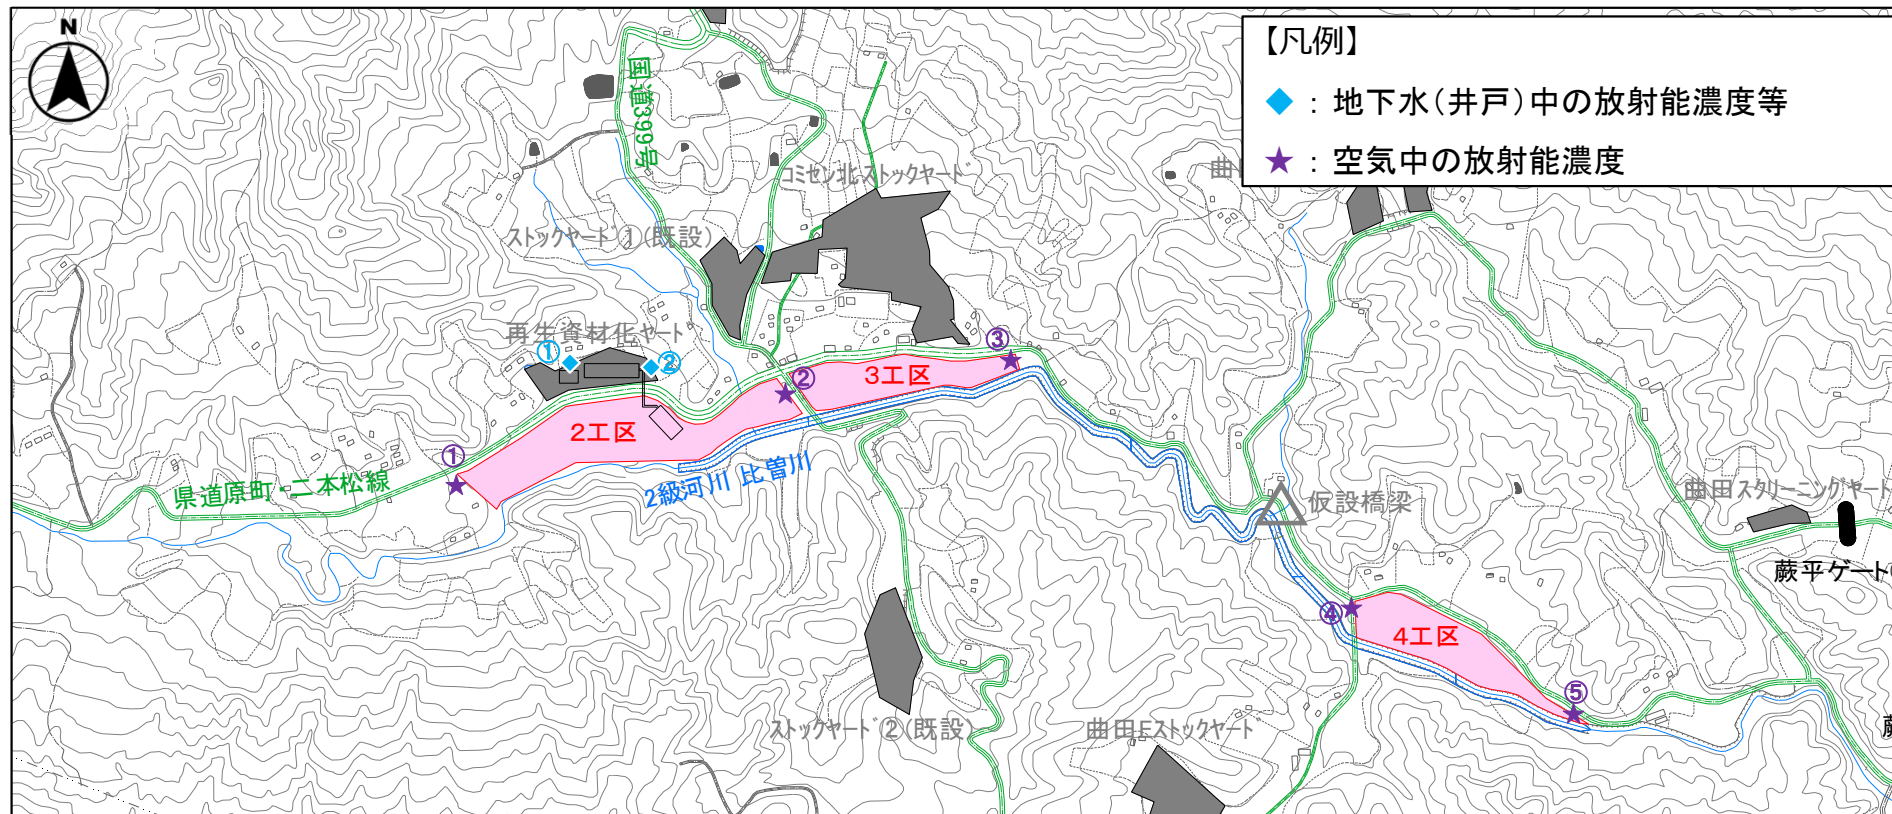 N
【凡例】
◆：地下水（井戸）中の放射能濃度等
★：空気中の放射能濃度
国道399号
コミセン北ストックヤード
ストックヤード①(既設)
再生資材化ヤード
①
②
③
②
3工区
2工区
①
県道原町・二本松線
2級河川 比曽川
仮設橋梁
曲田スクリーニングヤード
蕨平ゲート
④
4工区
⑤
ストックヤード②(既設)
曲田Eストックヤード